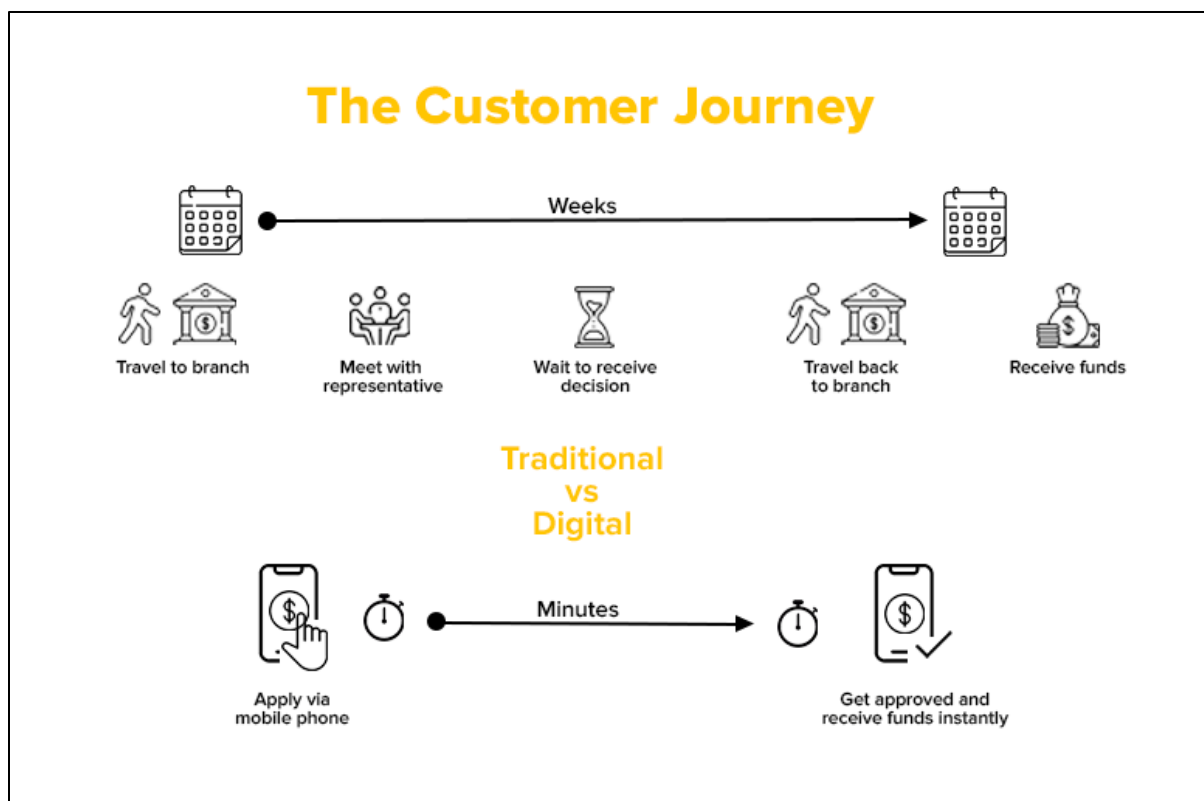 The Customer Journey
Weeks
Travel to branch
Meet with
representative
Wait to receive
decision
Travel back
to branch
Receive funds
Traditional
vs
Digital
Minutes
Apply via
mobile phone
Get approved and
receive funds instantly